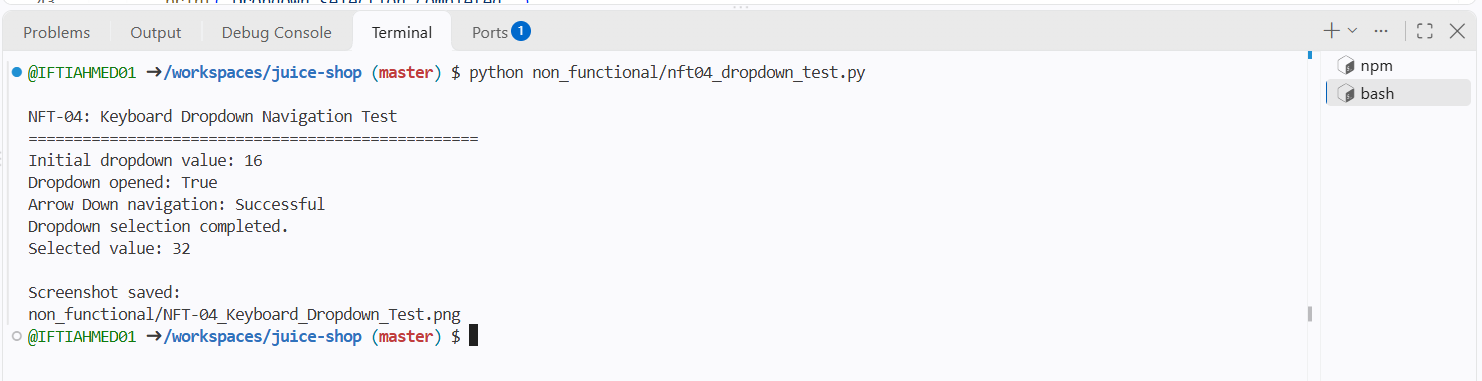 Problems Output Debug Console Terminal Ports 1
@IFTIAHMED01 ➜/workspaces/juice-shop (master) $ python non_functional/nft04_dropdown_test.py
NFT-04: Keyboard Dropdown Navigation Test
==================================================
Initial dropdown value: 16
Dropdown opened: True
Arrow Down navigation: Successful
Dropdown selection completed.
Selected value: 32
Screenshot saved:
non_functional/NFT-04_Keyboard_Dropdown_Test.png
@IFTIAHMED01 ➜/workspaces/juice-shop (master) $
npm
bash